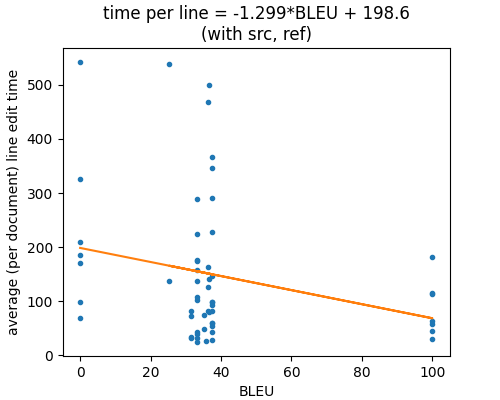 time per line = -1.299*BLEU + 198.6
(with src, ref)
average (per document) line edit time
500
400
300
200
100
0
0 20 40 60 80 100
BLEU